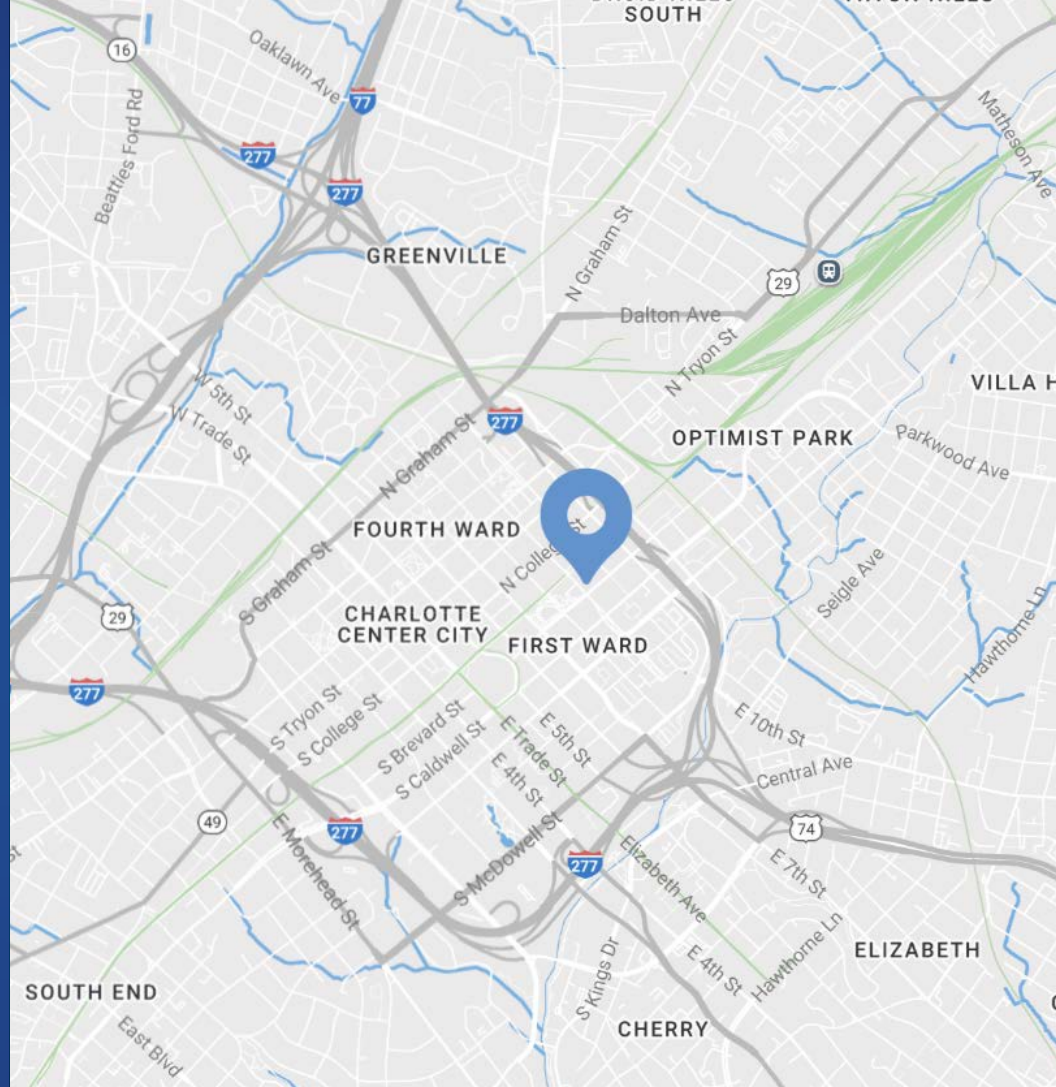 SOUTH
16
Oaklawn Ave
77
Beatties Ford Rd
277
277
Matheson Ave
GREENVILLE
N Graham St
29
Dalton Ave
N Tryon St
W 5th St
W Trade St
VILLA H
277
N Graham St
OPTIMIST PARK
Parkwood Ave
FOURTH WARD
N College St
S Graham St
Seigle Ave
29
CHARLOTTE
CENTER CITY
FIRST WARD
Hawthorne Ln
277
S Tryon St
S College St
S Brevard St
S Caldwell St
E Trade St
E 5th St
E 4th St
E 10th St
Central Ave
49
277
E Morehead St
S McDowell St
277
Elizabeth Ave
74
E 7th St
S Kings Dr
E 4th St
Hawthorne Ln
ELIZABETH
SOUTH END
East Blvd
CHERRY